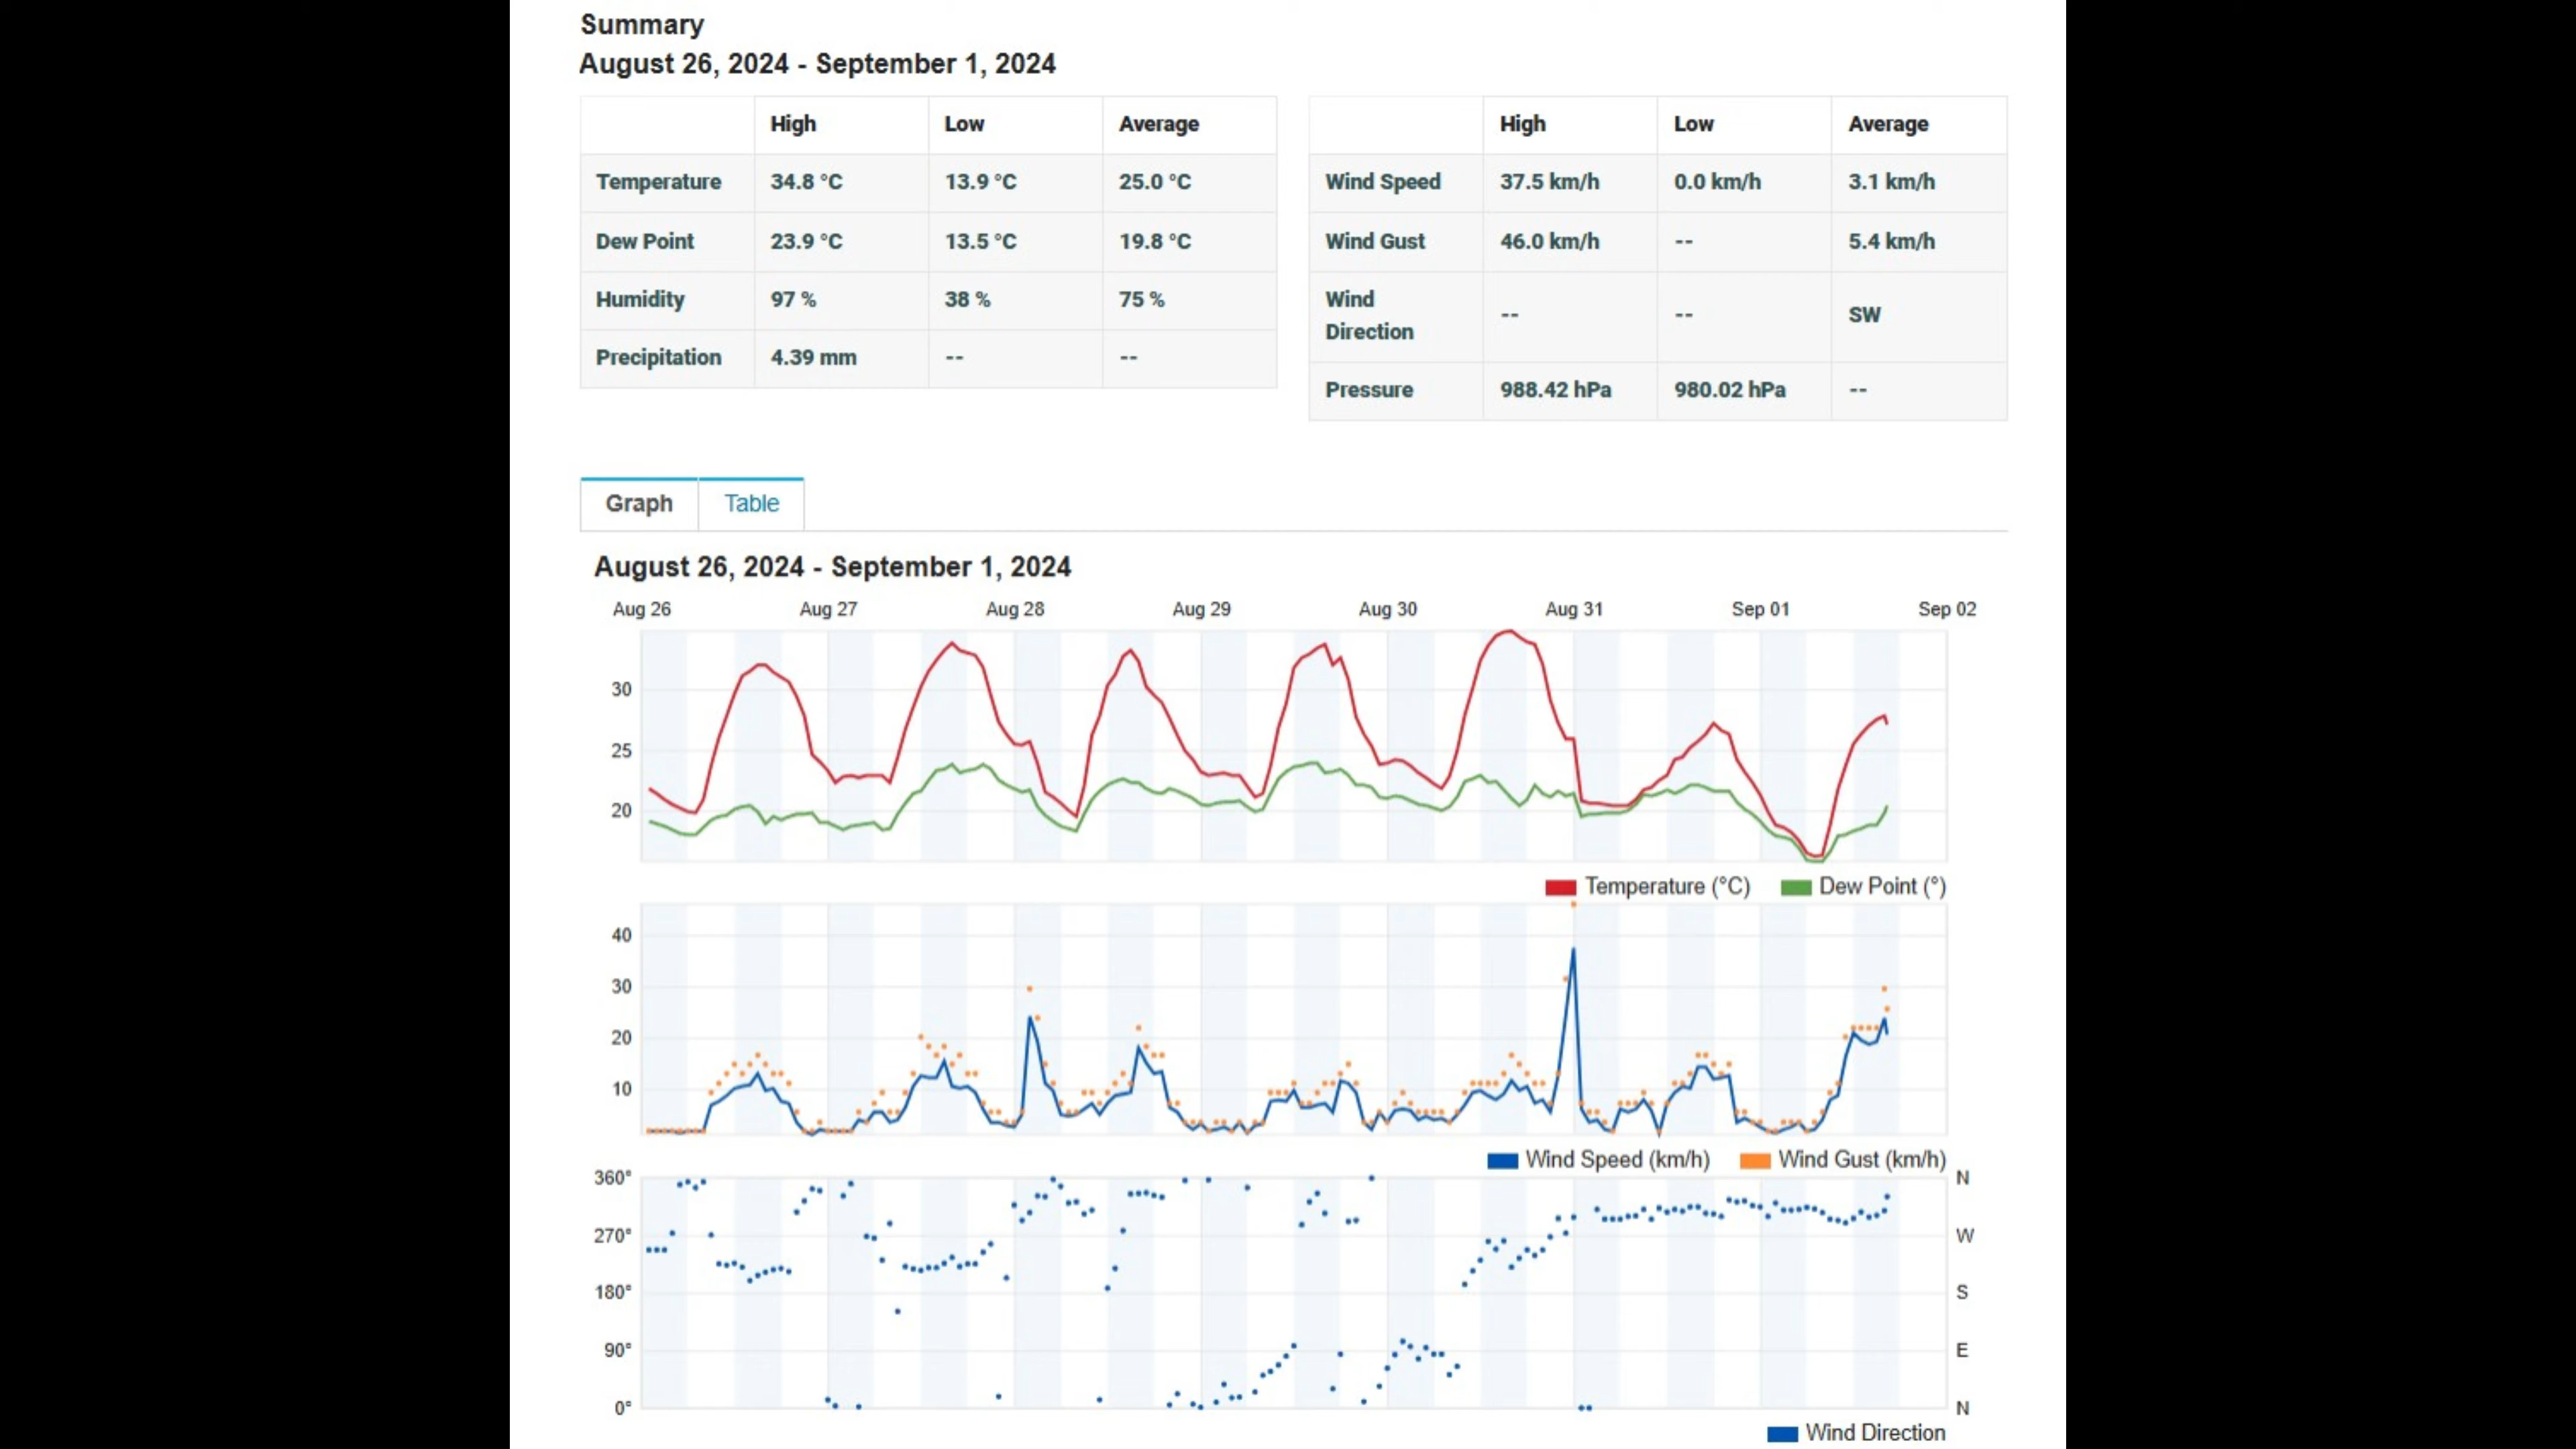 Summary
August 26, 2024 - September 1, 2024
High Low Average
Temperature 34.8 °C 13.9 °C 25.0 °C
Dew Point 23.9 °C 13.5 °C 19.8 °C
Humidity 97 % 38 % 75 %
Precipitation 4.39 mm -- --
High Low Average
Wind Speed 37.5 km/h 0.0 km/h 3.1 km/h
Wind Gust 46.0 km/h -- 5.4 km/h
Wind
Direction -- -- SW
Pressure 988.42 hPa 980.02 hPa --
Graph Table
August 26, 2024 - September 1, 2024
Aug 26 Aug 27 Aug 28 Aug 29 Aug 30 Aug 31 Sep 01 Sep 02
30
25
20
Temperature (°C) Dew Point (°)
40
30
20
10
Wind Speed (km/h) Wind Gust (km/h)
360° N
270° W
180° S
90° E
0° N
Wind Direction